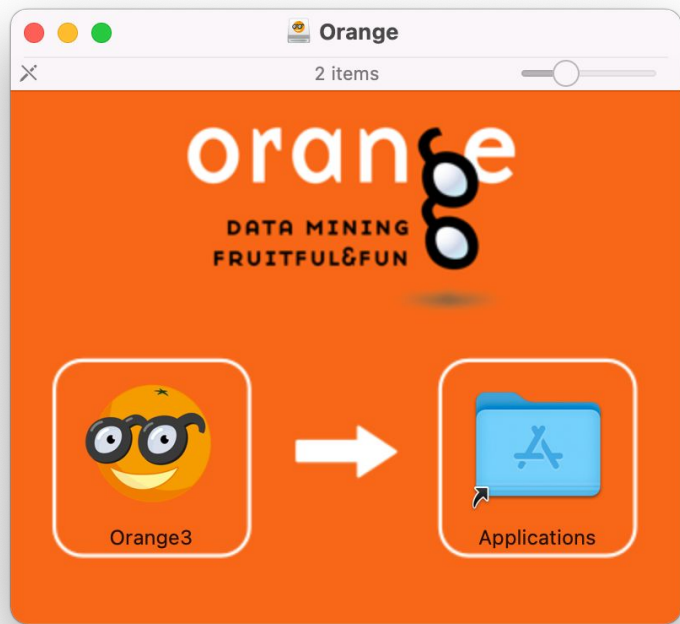 Orange
2 items
orange
DATA MINING
FRUITFUL&FUN
Orange3
Applications